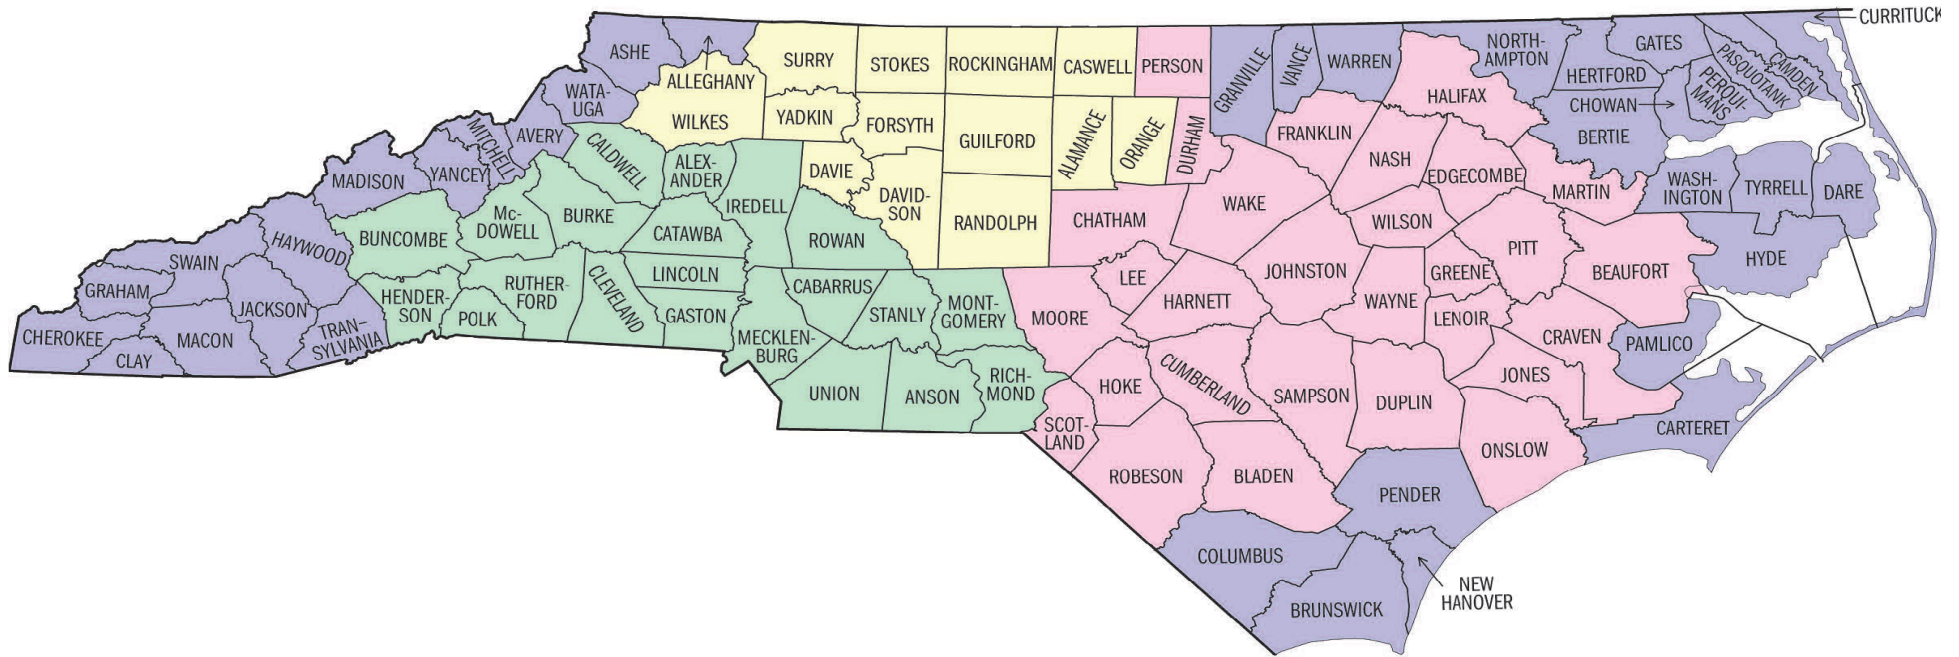 CURRITUCK
ASHE
ALLEGHANY
SURRY
STOKES
ROCKINGHAM
CASWELL
PERSON
GRANVILLE
VANCE
WARREN
NORTH-
AMPTON
GATES
HERTFORD
PASQUOTANK
CAMDEN
PERQUI-
MANS
CHOWAN
BERTIE
HALIFAX
WATA-
UGA
WILKES
YADKIN
FORSYTH
GUILFORD
ALAMANCE
ORANGE
DURHAM
FRANKLIN
NASH
EDGECOMBE
MARTIN
WASH-
INGTON
TYRRELL
DARE
MITCHELL
AVERY
CALDWELL
ALEX-
ANDER
DAVIE
MADISON
YANCEY
IREDELL
DAVID-
SON
RANDOLPH
CHATHAM
WAKE
WILSON
PITT
BEAUFORT
HYDE
Mc-
DOWELL
BURKE
CATAWBA
ROWAN
BUNCOMBE
HAYWOOD
SWAIN
GRAHAM
JACKSON
HENDER-
SON
RUTHER-
FORD
POLK
CLEVELAND
LINCOLN
GASTON
CABARRUS
STANLY
MONT-
GOMERY
MOORE
LEE
HARNETT
JOHNSTON
WAYNE
GREENE
LENOIR
CRAVEN
PAMLICO
JONES
CHEROKEE
CLAY
MACON
TRAN-
SYLVANIA
MECKLEN-
BURG
UNION
ANSON
RICH-
MOND
HOKE
CUMBERLAND
SAMPSON
DUPLIN
ONSLOW
CARTERET
SCOT-
LAND
ROBESON
BLADEN
PENDER
COLUMBUS
BRUNSWICK
NEW
HANOVER